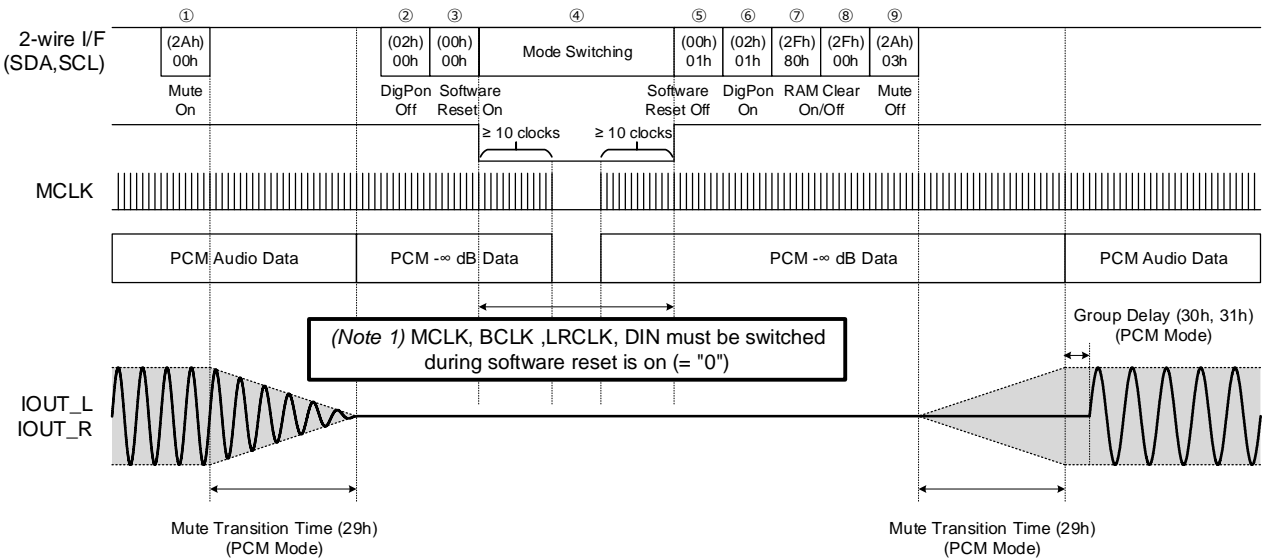 ① ② ③ ④ ⑤ ⑥ ⑦ ⑧ ⑨
2-wire I/F
(SDA,SCL)
(2Ah)
00h
(02h)
00h
(00h)
00h
Mode Switching
(00h)
01h
(02h)
01h
(2Fh)
80h
(2Fh)
00h
(2Ah)
03h
Mute
On
DigPon
Off
Software
Reset On
Software
Reset Off
DigPon
On
RAM Clear
On/Off
Mute
Off
≥ 10 clocks
≥ 10 clocks
MCLK
PCM Audio Data
PCM -∞ dB Data
PCM -∞ dB Data
PCM Audio Data
(Note 1) MCLK, BCLK ,LRCLK, DIN must be switched
during software reset is on (= "0")
Group Delay (30h, 31h)
(PCM Mode)
IOUT_L
IOUT_R
Mute Transition Time (29h)
(PCM Mode)
Mute Transition Time (29h)
(PCM Mode)